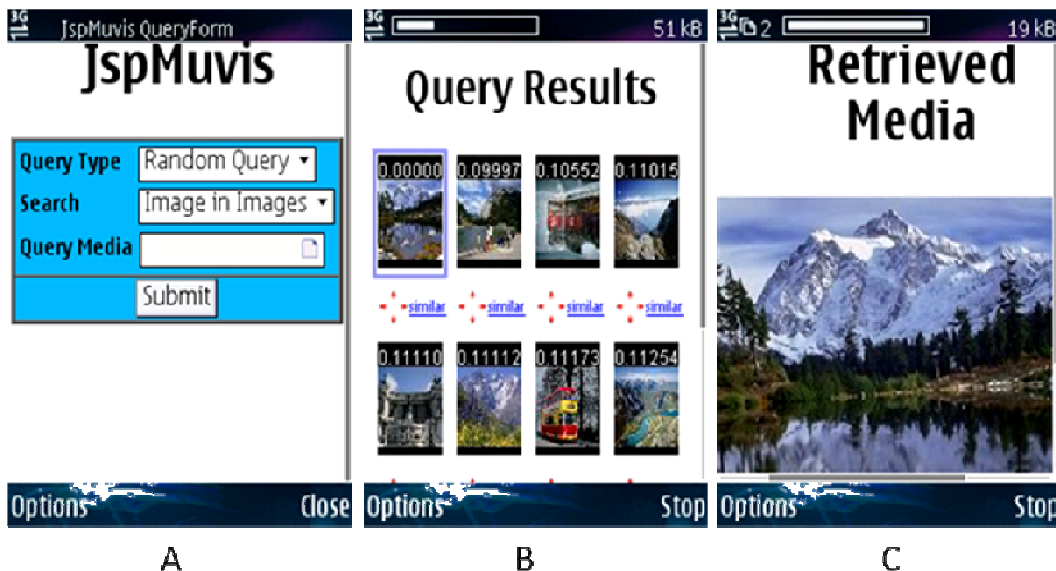 3G
JspMuvis QueryForm
JspMuvis
Query Type Random Query
Search Image in Images
Query Media
Submit
Options Close
A
3G
51 kB
Query Results
0.00000 0.09997 0.10552 0.11015
similar similar similar similar
0.11110 0.11112 0.11173 0.11254
Options Stop
B
3G 2 19 kB
Retrieved
Media
Options Stop
C